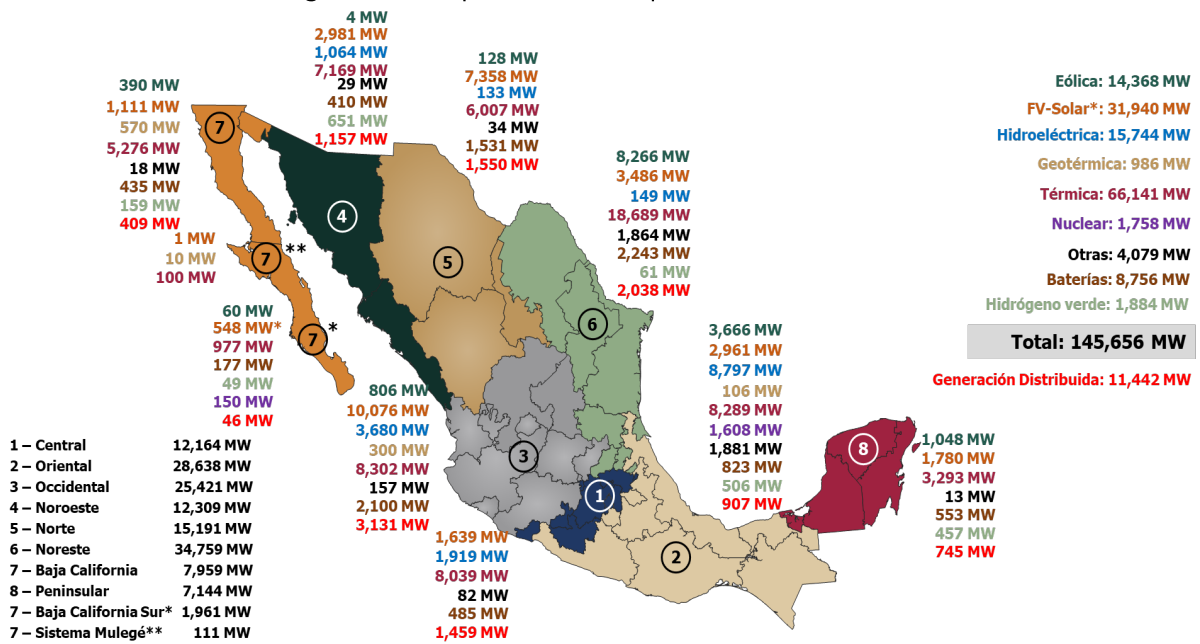 4 MW
2,981 MW
1,064 MW
7,169 MW
29 MW
410 MW
651 MW
1,157 MW
128 MW
7,358 MW
133 MW
6,007 MW
34 MW
1,531 MW
1,550 MW
390 MW
1,111 MW
570 MW
5,276 MW
18 MW
435 MW
159 MW
409 MW
1 MW
10 MW
100 MW
60 MW
548 MW*
977 MW
177 MW
49 MW
150 MW
46 MW
8,266 MW
3,486 MW
149 MW
18,689 MW
1,864 MW
2,243 MW
61 MW
2,038 MW
806 MW
10,076 MW
3,680 MW
300 MW
8,302 MW
157 MW
2,100 MW
3,131 MW
1,639 MW
1,919 MW
8,039 MW
82 MW
485 MW
1,459 MW
3,666 MW
2,961 MW
8,797 MW
106 MW
8,289 MW
1,608 MW
1,881 MW
823 MW
506 MW
907 MW
1,048 MW
1,780 MW
3,293 MW
13 MW
553 MW
457 MW
745 MW
7
7 **
7 *
4
5
6
3
1
2
8
Eólica: 14,368 MW
FV-Solar*: 31,940 MW
Hidroeléctrica: 15,744 MW
Geotérmica: 986 MW
Térmica: 66,141 MW
Nuclear: 1,758 MW
Otras: 4,079 MW
Baterías: 8,756 MW
Hidrógeno verde: 1,884 MW
Total: 145,656 MW
Generación Distribuida: 11,442 MW
1 – Central 12,164 MW
2 – Oriental 28,638 MW
3 – Occidental 25,421 MW
4 – Noroeste 12,309 MW
5 – Norte 15,191 MW
6 – Noreste 34,759 MW
7 – Baja California 7,959 MW
8 – Peninsular 7,144 MW
7 – Baja California Sur* 1,961 MW
7 – Sistema Mulegé** 111 MW